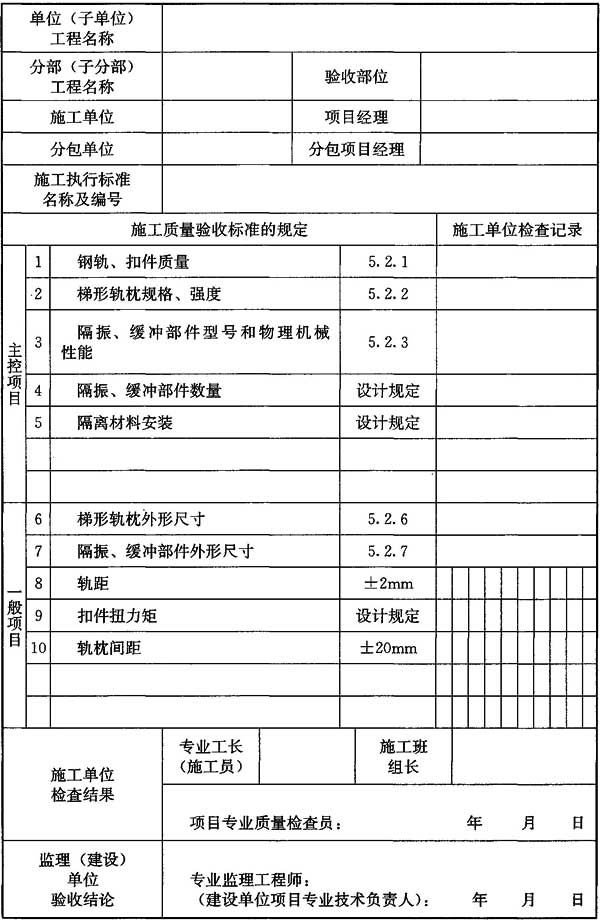 单位（子单位）
工程名称
分部（子分部）
工程名称
验收部位
施工单位
项目经理
分包单位
分包项目经理
施工执行标准
名称及编号
施工质量验收标准的规定
施工单位检查记录
主控项目
1 钢轨、扣件质量 5.2.1
2 梯形轨枕规格、强度 5.2.2
3 隔振、缓冲部件型号和物理机械
性能 5.2.3
4 隔振、缓冲部件数量 设计规定
5 隔离材料安装 设计规定
一般项目
6 梯形轨枕外形尺寸 5.2.6
7 隔振、缓冲部件外形尺寸 5.2.7
8 轨距 ±2mm
9 扣件扭力矩 设计规定
10 轨枕间距 ±20mm
施工单位
检查结果
专业工长
（施工员）
施工班
组长
项目专业质量检查员： 年 月 日
监理（建设）
单位
验收结论
专业监理工程师：
（建设单位项目专业技术负责人）： 年 月 日